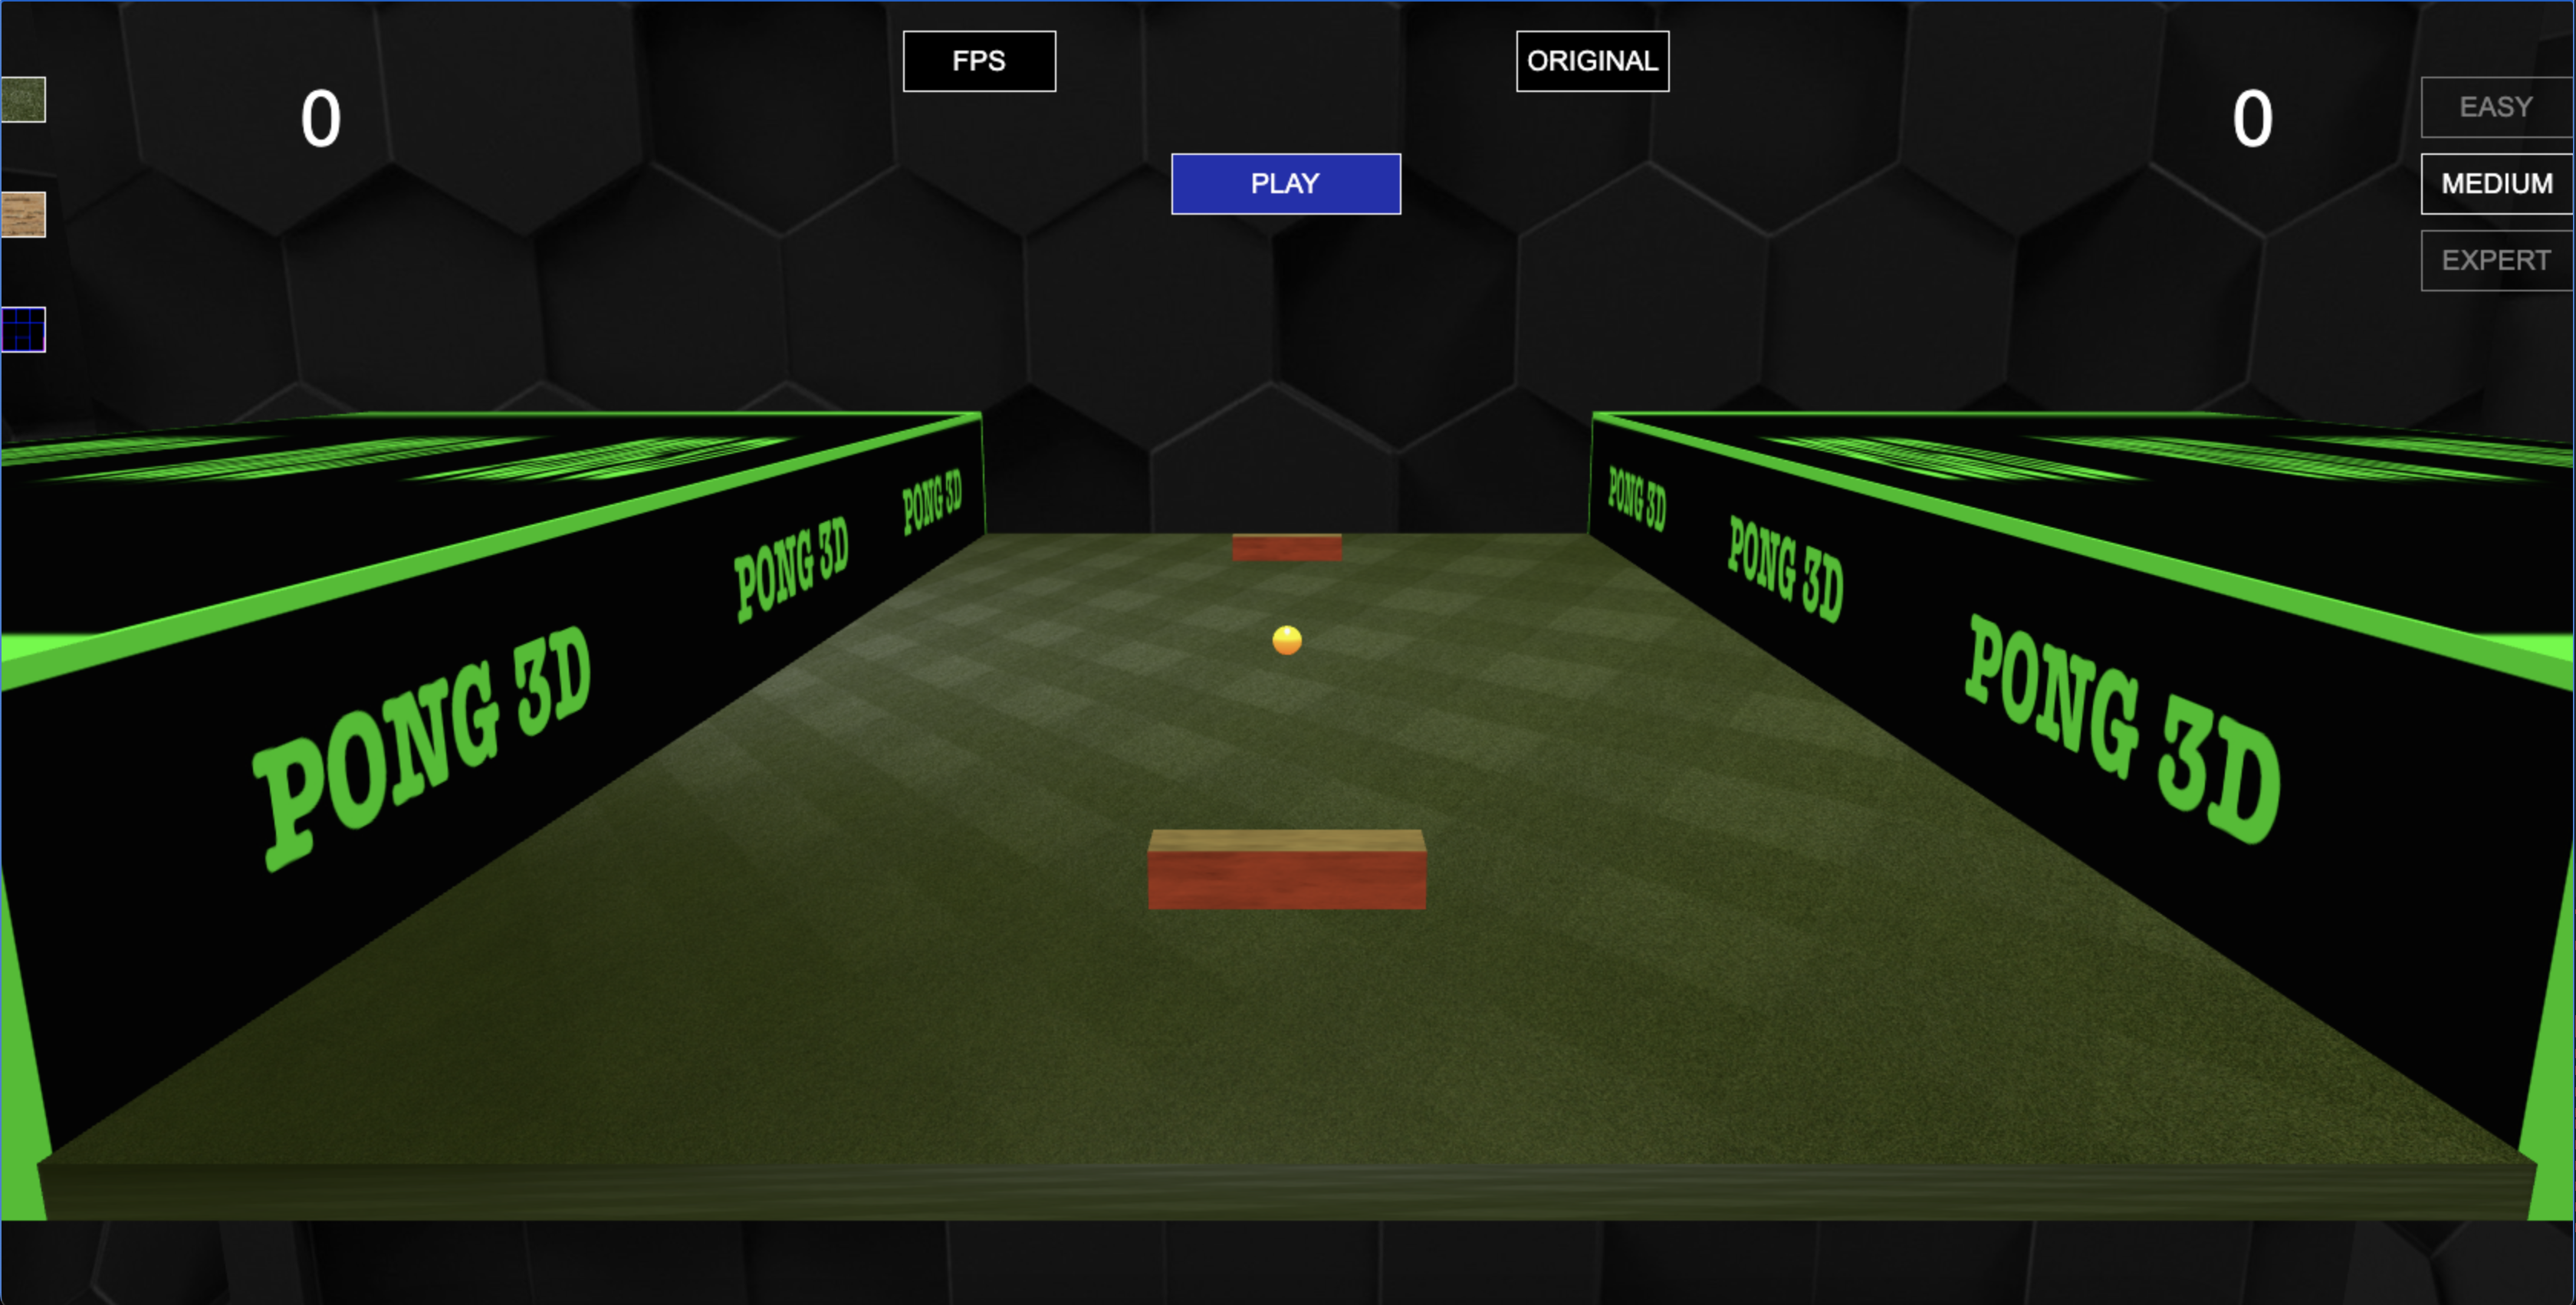 FPS
ORIGINAL
0
0
EASY
PLAY
MEDIUM
EXPERT
PONG 3D
PONG 3D
PONG 3D
PONG 3D
PONG 3D
PONG 3D